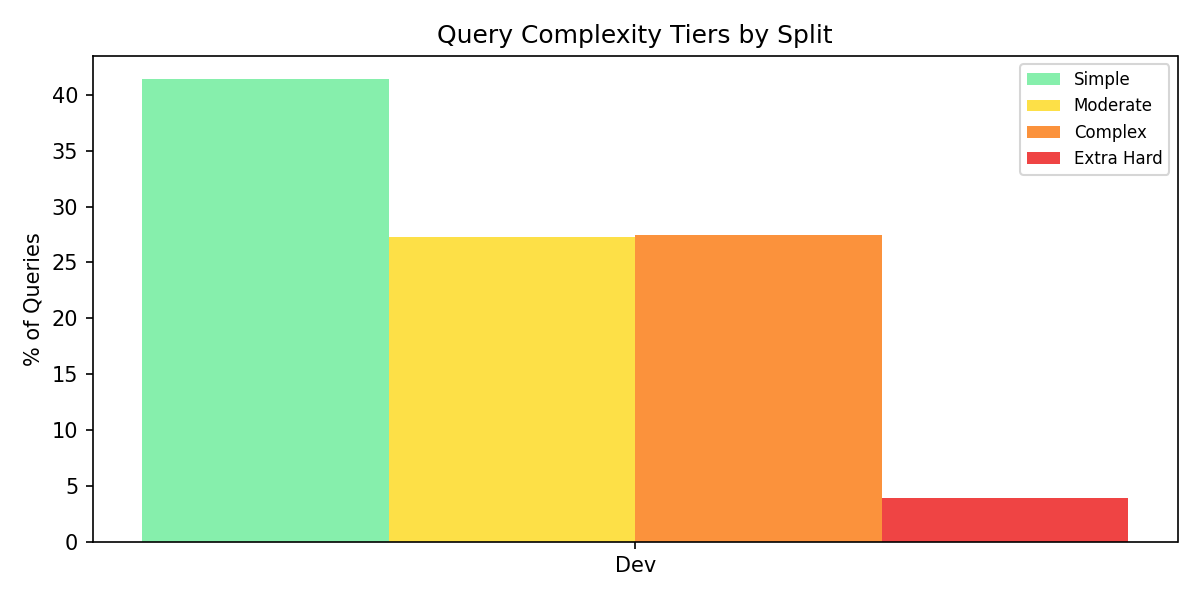 Query Complexity Tiers by Split
Simple
Moderate
Complex
Extra Hard
% of Queries
40
35
30
25
20
15
10
5
0
Dev